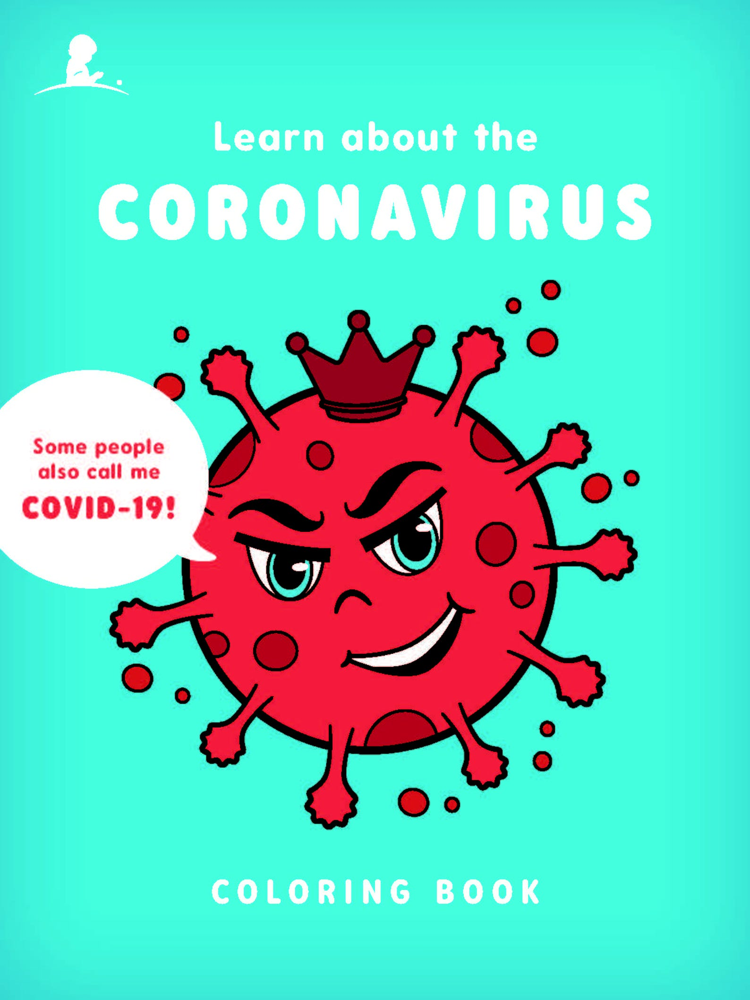 Learn about the
CORONAVIRUS
Some people
also call me
COVID-19!
COLORING BOOK